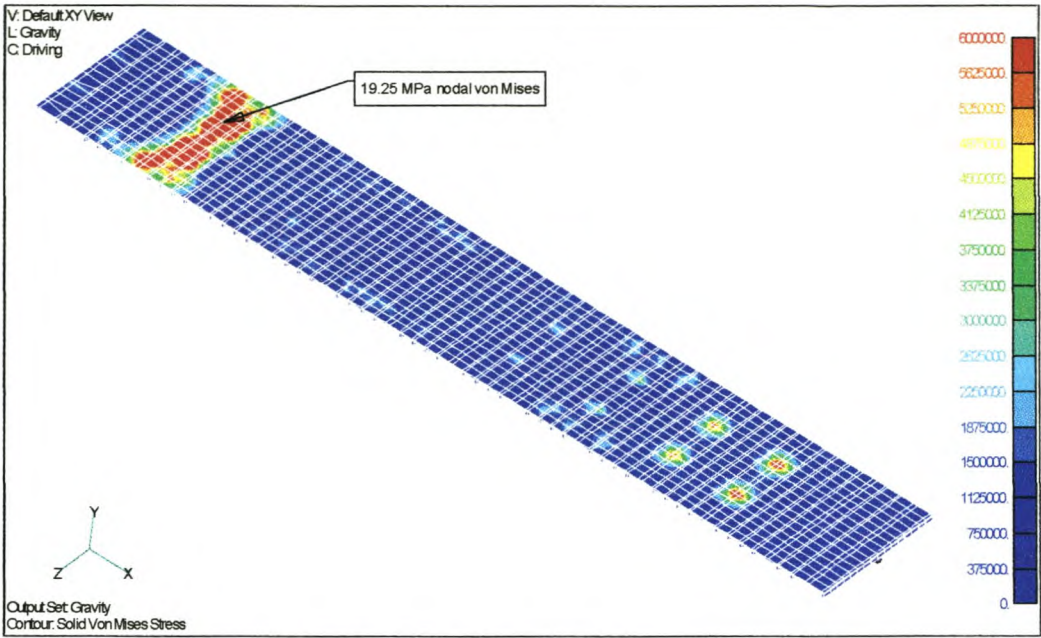 V: Default XY View
L: Gravity
C: Driving
19.25 MPa nodal von Mises
6000000.
5625000.
5250000.
4875000.
4500000.
4125000.
3750000.
3375000.
3000000.
2625000.
2250000.
1875000.
1500000.
1125000.
750000.
375000.
0.
Y
Z
X
Output Set: Gravity
Contour: Solid Von Mises Stress